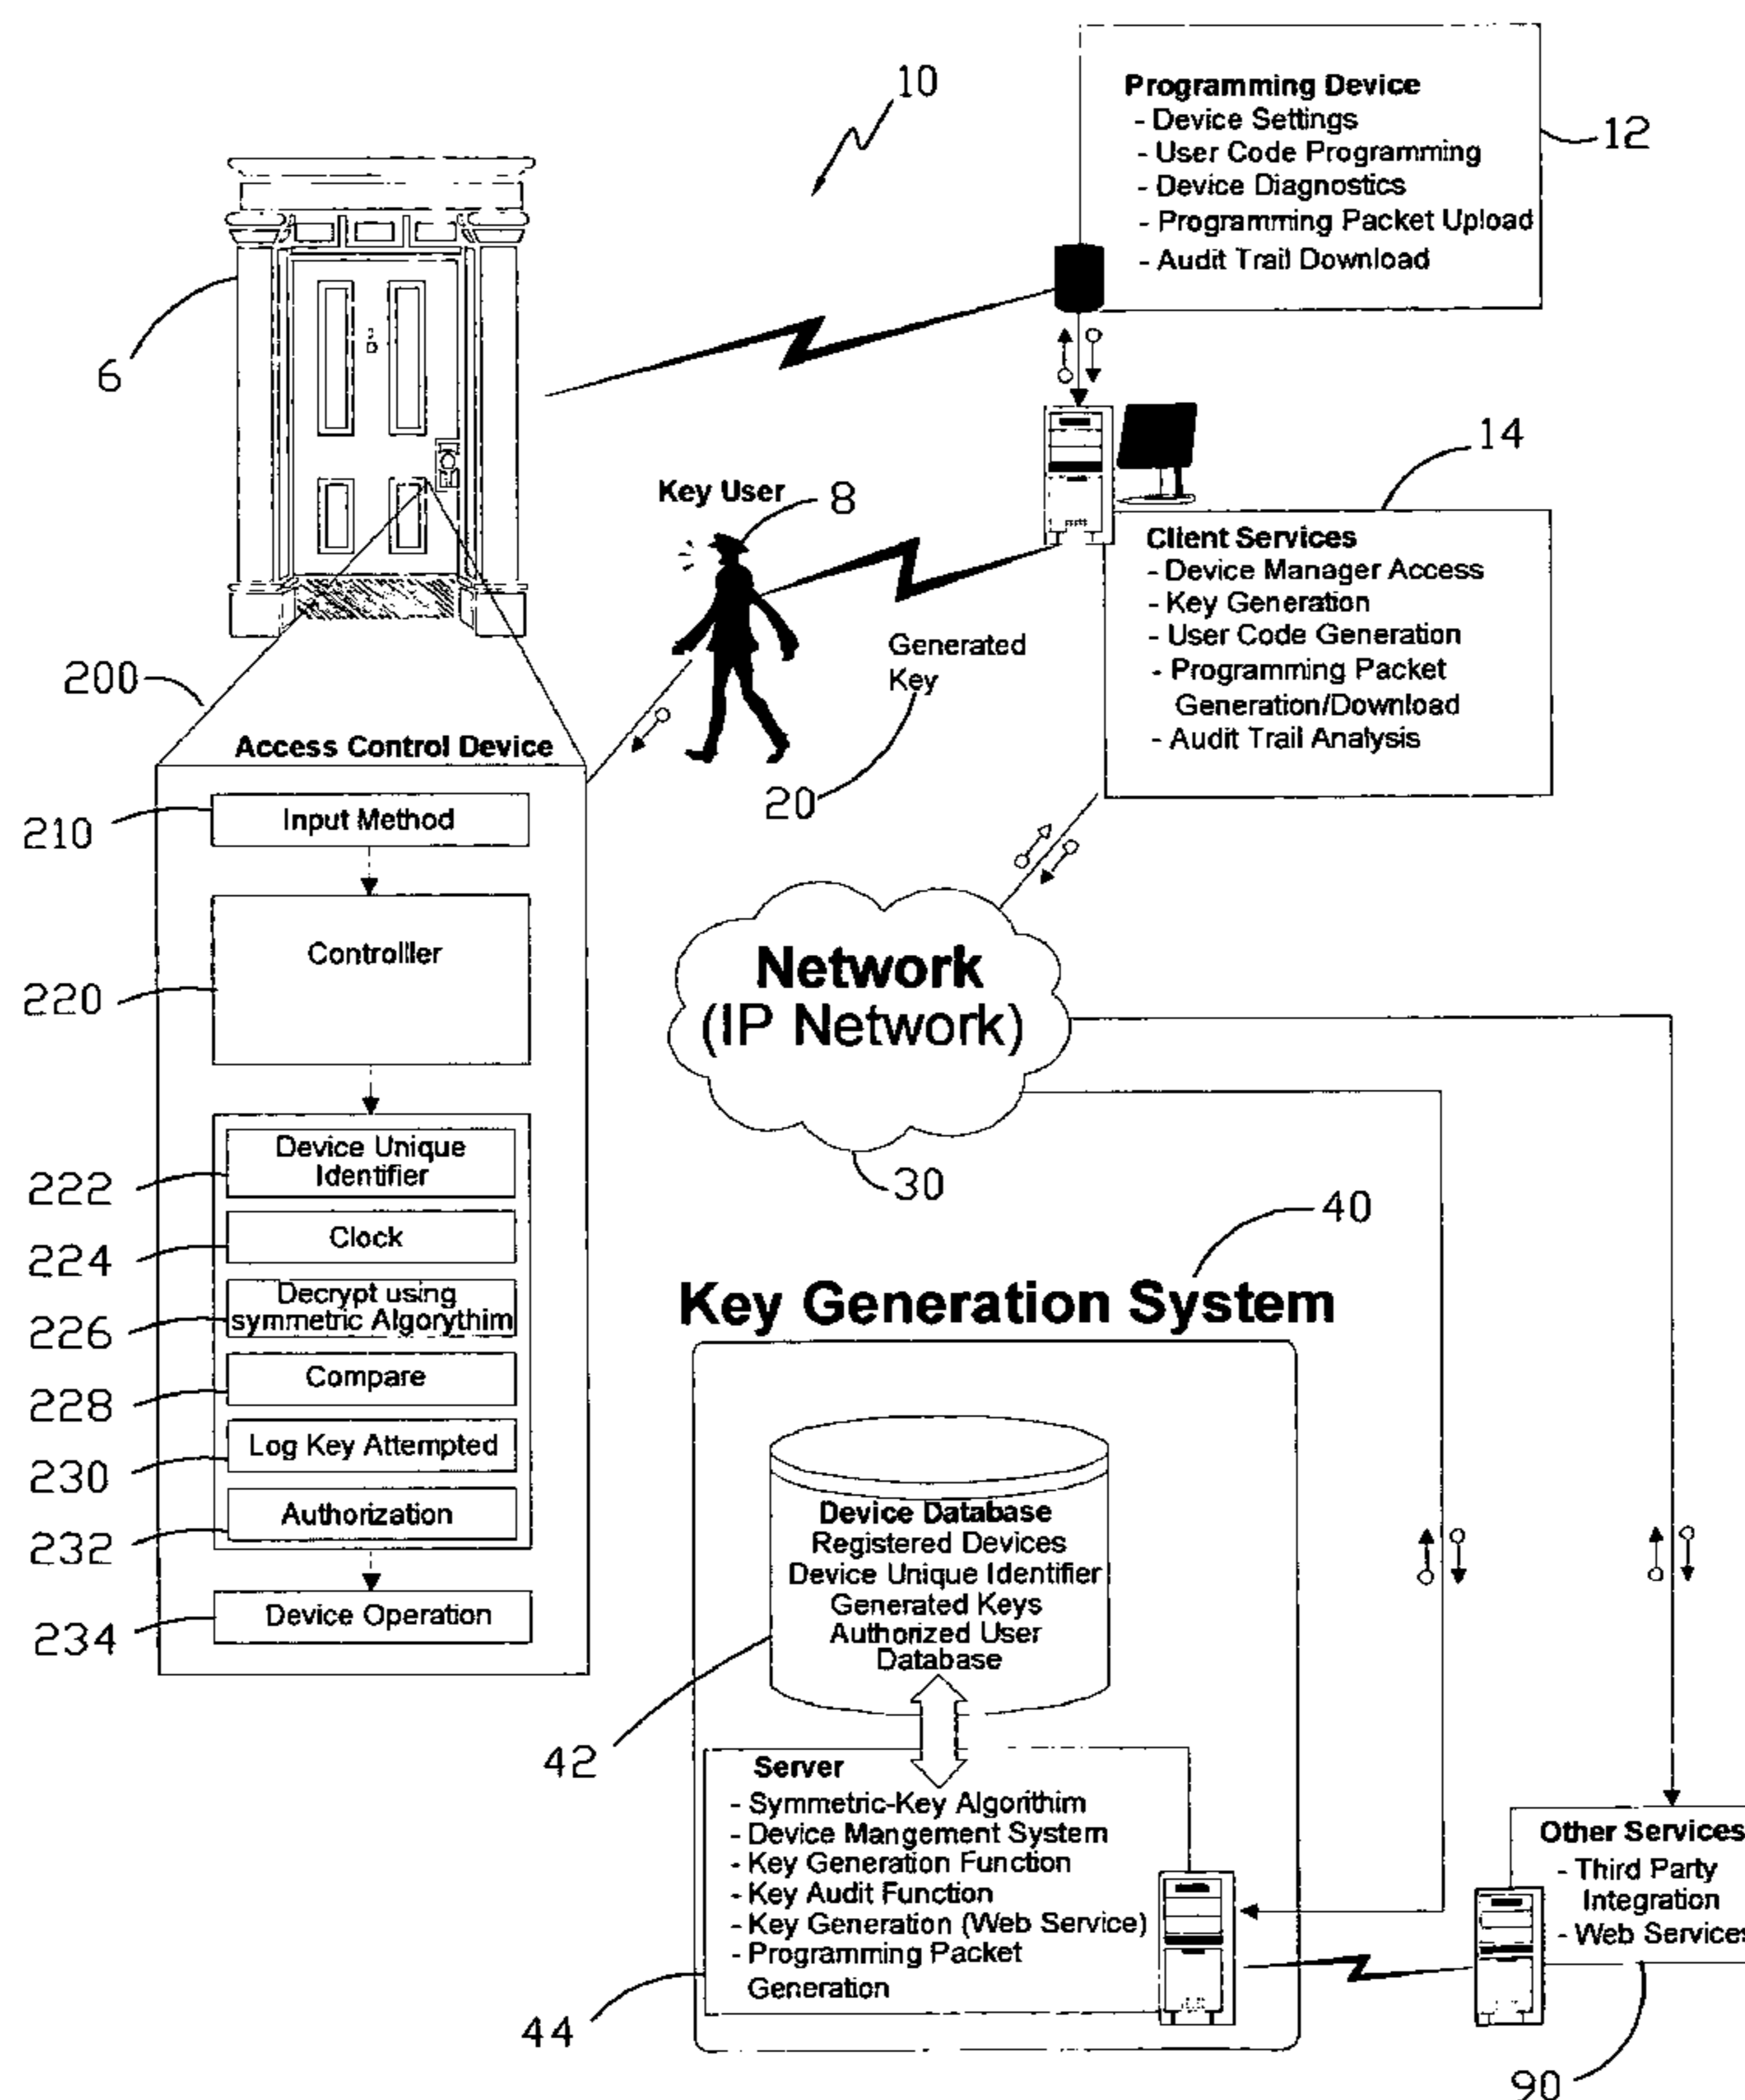 10
Programming Device
- Device Settings
- User Code Programming
- Device Diagnostics
- Programming Packet Upload
- Audit Trail Download
12
6
14
Key User
8
Client Services
- Device Manager Access
- Key Generation
- User Code Generation
- Programming Packet
Generation/Download
- Audit Trail Analysis
Generated
Key
20
200
Access Control Device
210
Input Method
Controlller
220
Device Unique
Identifier
222
Clock
224
Decrypt using
symmetric Algorythim
226
Compare
228
Log Key Attempted
230
Authorization
232
Device Operation
234
Network
(IP Network)
30
40
Key Generation System
Device Database
Registered Devices
Device Unique Identifier
Generated Keys
Authorized User
Database
42
Server
- Symmetric-Key Algorithim
- Device Mangement System
- Key Generation Function
- Key Audit Function
- Key Generation (Web Service)
- Programming Packet
Generation
44
Other Services
- Third Party
Integration
- Web Services
90